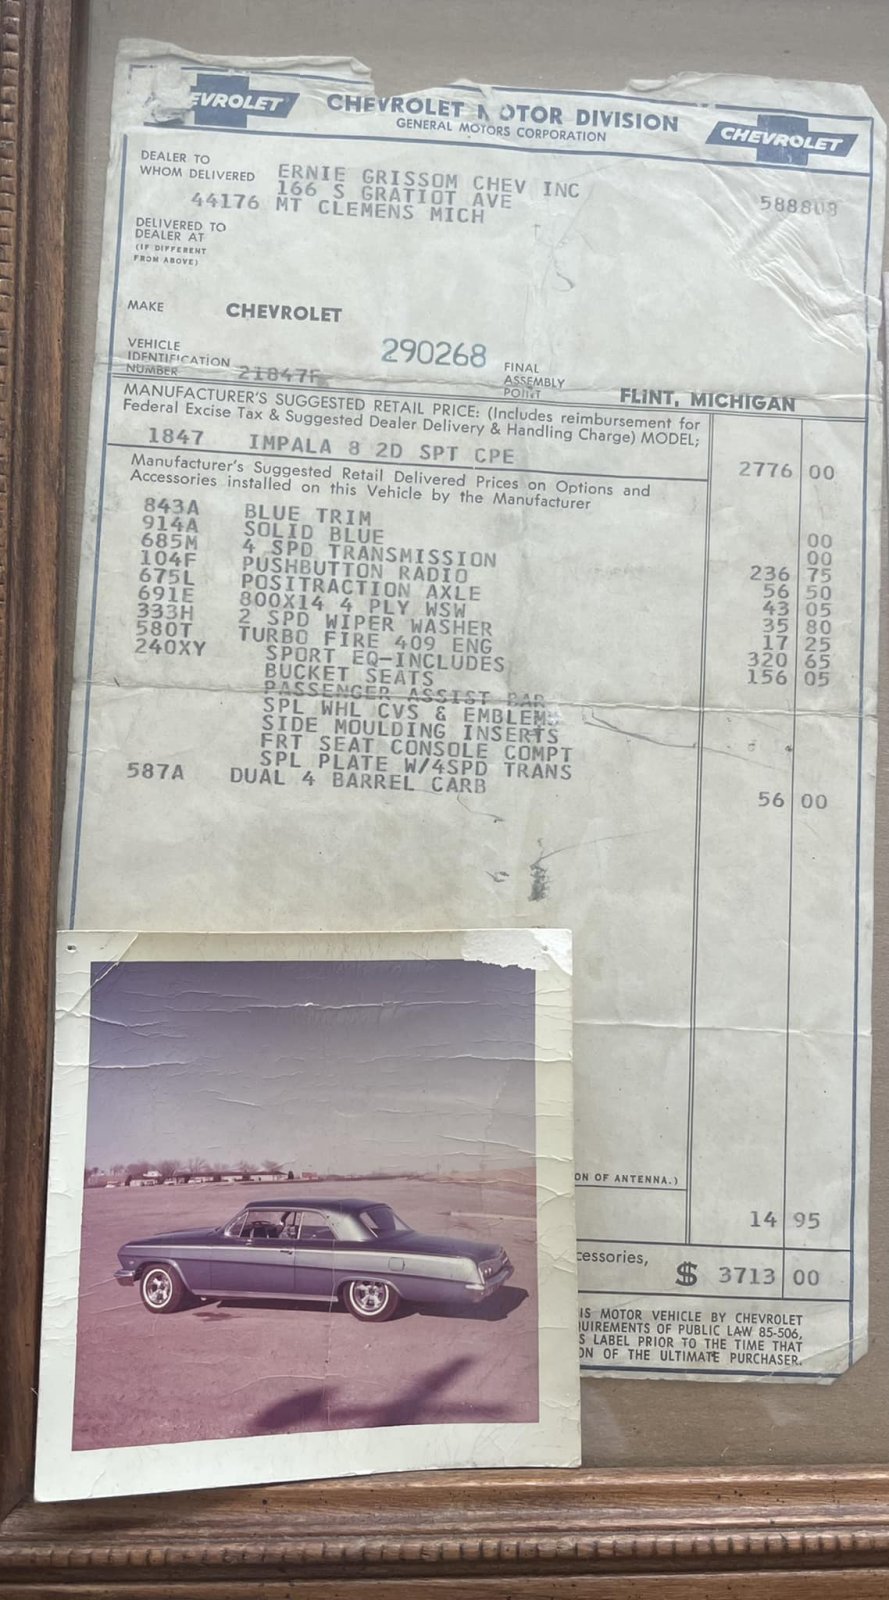 EVROLET
CHEVROLET MOTOR DIVISION
GENERAL MOTORS CORPORATION
CHEVROLET
DEALER TO
WHOM DELIVERED
ERNIE GRISSOM CHEV INC
166 S GRATIOT AVE
44176 MT CLEMENS MICH
588808
DELIVERED TO
DEALER AT
(IF DIFFERENT
FROM ABOVE)
MAKE CHEVROLET
VEHICLE
IDENTIFICATION
NUMBER
21847F
290268
FINAL
ASSEMBLY
POINT
FLINT, MICHIGAN
MANUFACTURER'S SUGGESTED RETAIL PRICE: (Includes reimbursement for
Federal Excise Tax & Suggested Dealer Delivery & Handling Charge) MODEL;
1847 IMPALA 8 2D SPT CPE 2776 00
Manufacturer's Suggested Retail Delivered Prices on Options and
Accessories installed on this Vehicle by the Manufacturer
843A BLUE TRIM 00
914A SOLID BLUE 00
685M 4 SPD TRANSMISSION 236 75
104F PUSHBUTTON RADIO 56 50
675L POSITRACTION AXLE 43 05
691E 800X14 4 PLY WSW 35 80
333H 2 SPD WIPER WASHER 17 25
580T TURBO FIRE 409 ENG 320 65
240XY SPORT EQ-INCLUDES 156 05
BUCKET SEATS
PASSENGER ASSIST BAR
SPL WHL CVS & EMBLEMS
SIDE MOULDING INSERTS
FRT SEAT CONSOLE COMPT
SPL PLATE W/4SPD TRANS
587A DUAL 4 BARREL CARB 56 00
ON OF ANTENNA.)
14 95
cessories,
$ 3713 00
IS MOTOR VEHICLE BY CHEVROLET
UIREMENTS OF PUBLIC LAW 85-506,
S LABEL PRIOR TO THE TIME THAT
ON OF THE ULTIMATE PURCHASER.